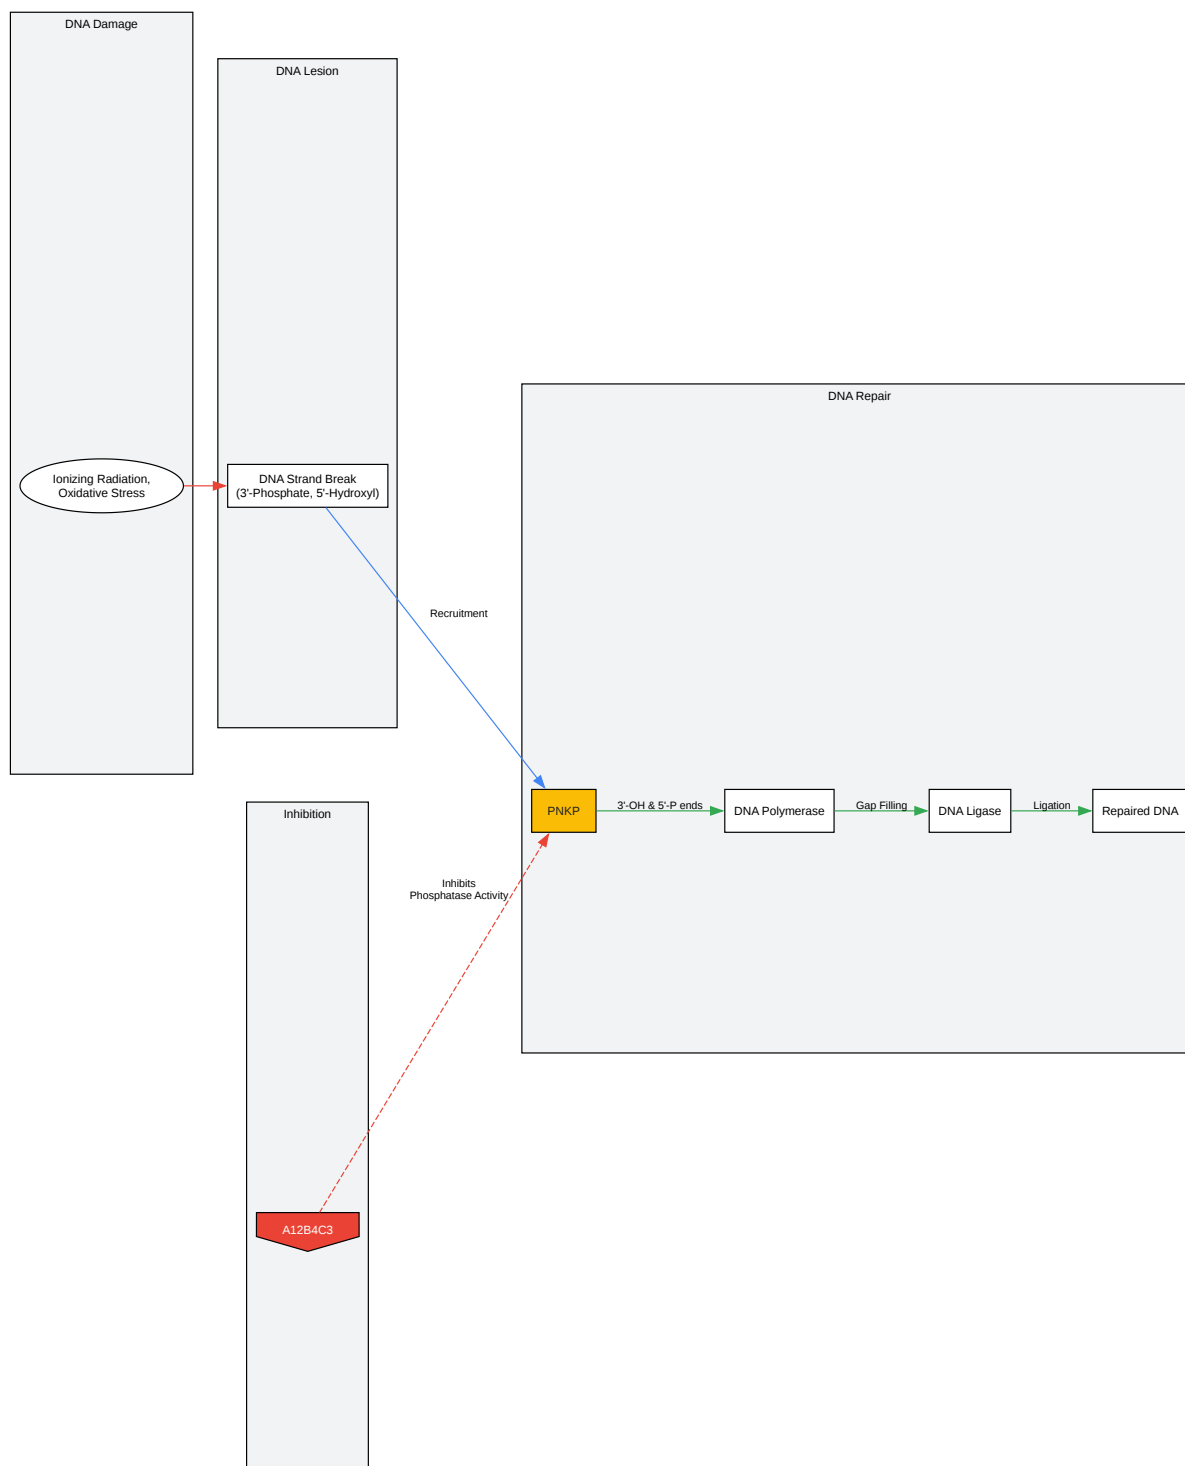 DNA Damage
DNA Lesion
DNA Repair
Ionizing Radiation,
Oxidative Stress
DNA Strand Break
(3'-Phosphate, 5'-Hydroxyl)
Recruitment
PNKP
3'-OH & 5'-P ends
DNA Polymerase
Gap Filling
DNA Ligase
Ligation
Repaired DNA
Inhibition
Inhibits
Phosphatase Activity
A12B4C3